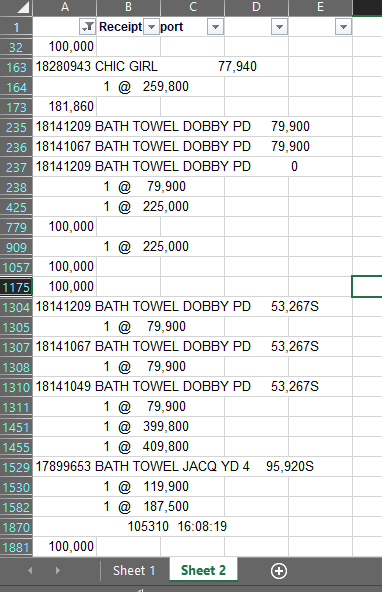 A B C D E
1 Receipt port
32 100,000
163 18280943 CHIC GIRL 77,940
164 1 @ 259,800
173 181,860
235 18141209 BATH TOWEL DOBBY PD 79,900
236 18141067 BATH TOWEL DOBBY PD 79,900
237 18141209 BATH TOWEL DOBBY PD 0
238 1 @ 79,900
425 1 @ 225,000
779 100,000
909 1 @ 225,000
1057 100,000
1175 100,000
1304 18141209 BATH TOWEL DOBBY PD 53,267S
1305 1 @ 79,900
1307 18141067 BATH TOWEL DOBBY PD 53,267S
1308 1 @ 79,900
1310 18141049 BATH TOWEL DOBBY PD 53,267S
1311 1 @ 79,900
1451 1 @ 399,800
1455 1 @ 409,800
1529 17899653 BATH TOWEL JACQ YD 4 95,920S
1530 1 @ 119,900
1582 1 @ 187,500
1870 105310 16:08:19
1881 100,000
Sheet 1 Sheet 2